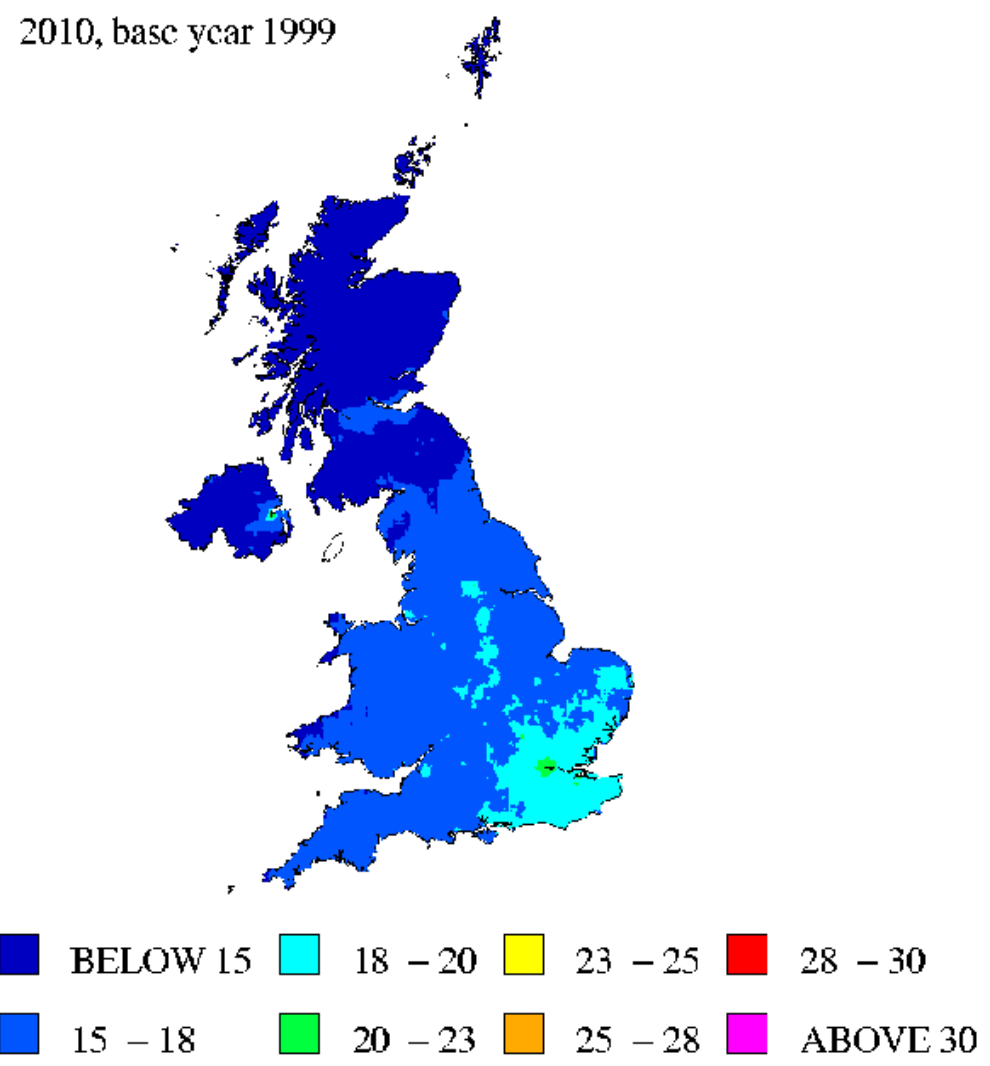 2010, base year 1999
BELOW 15 18 – 20 23 – 25 28 – 30
15 – 18 20 – 23 25 – 28 ABOVE 30